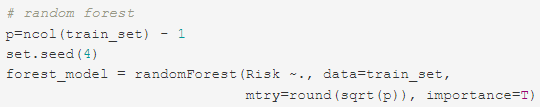 # random forest
p=ncol(train_set) - 1
set.seed(4)
forest_model = randomForest(Risk ~., data=train_set,
mtry=round(sqrt(p)), importance=T)